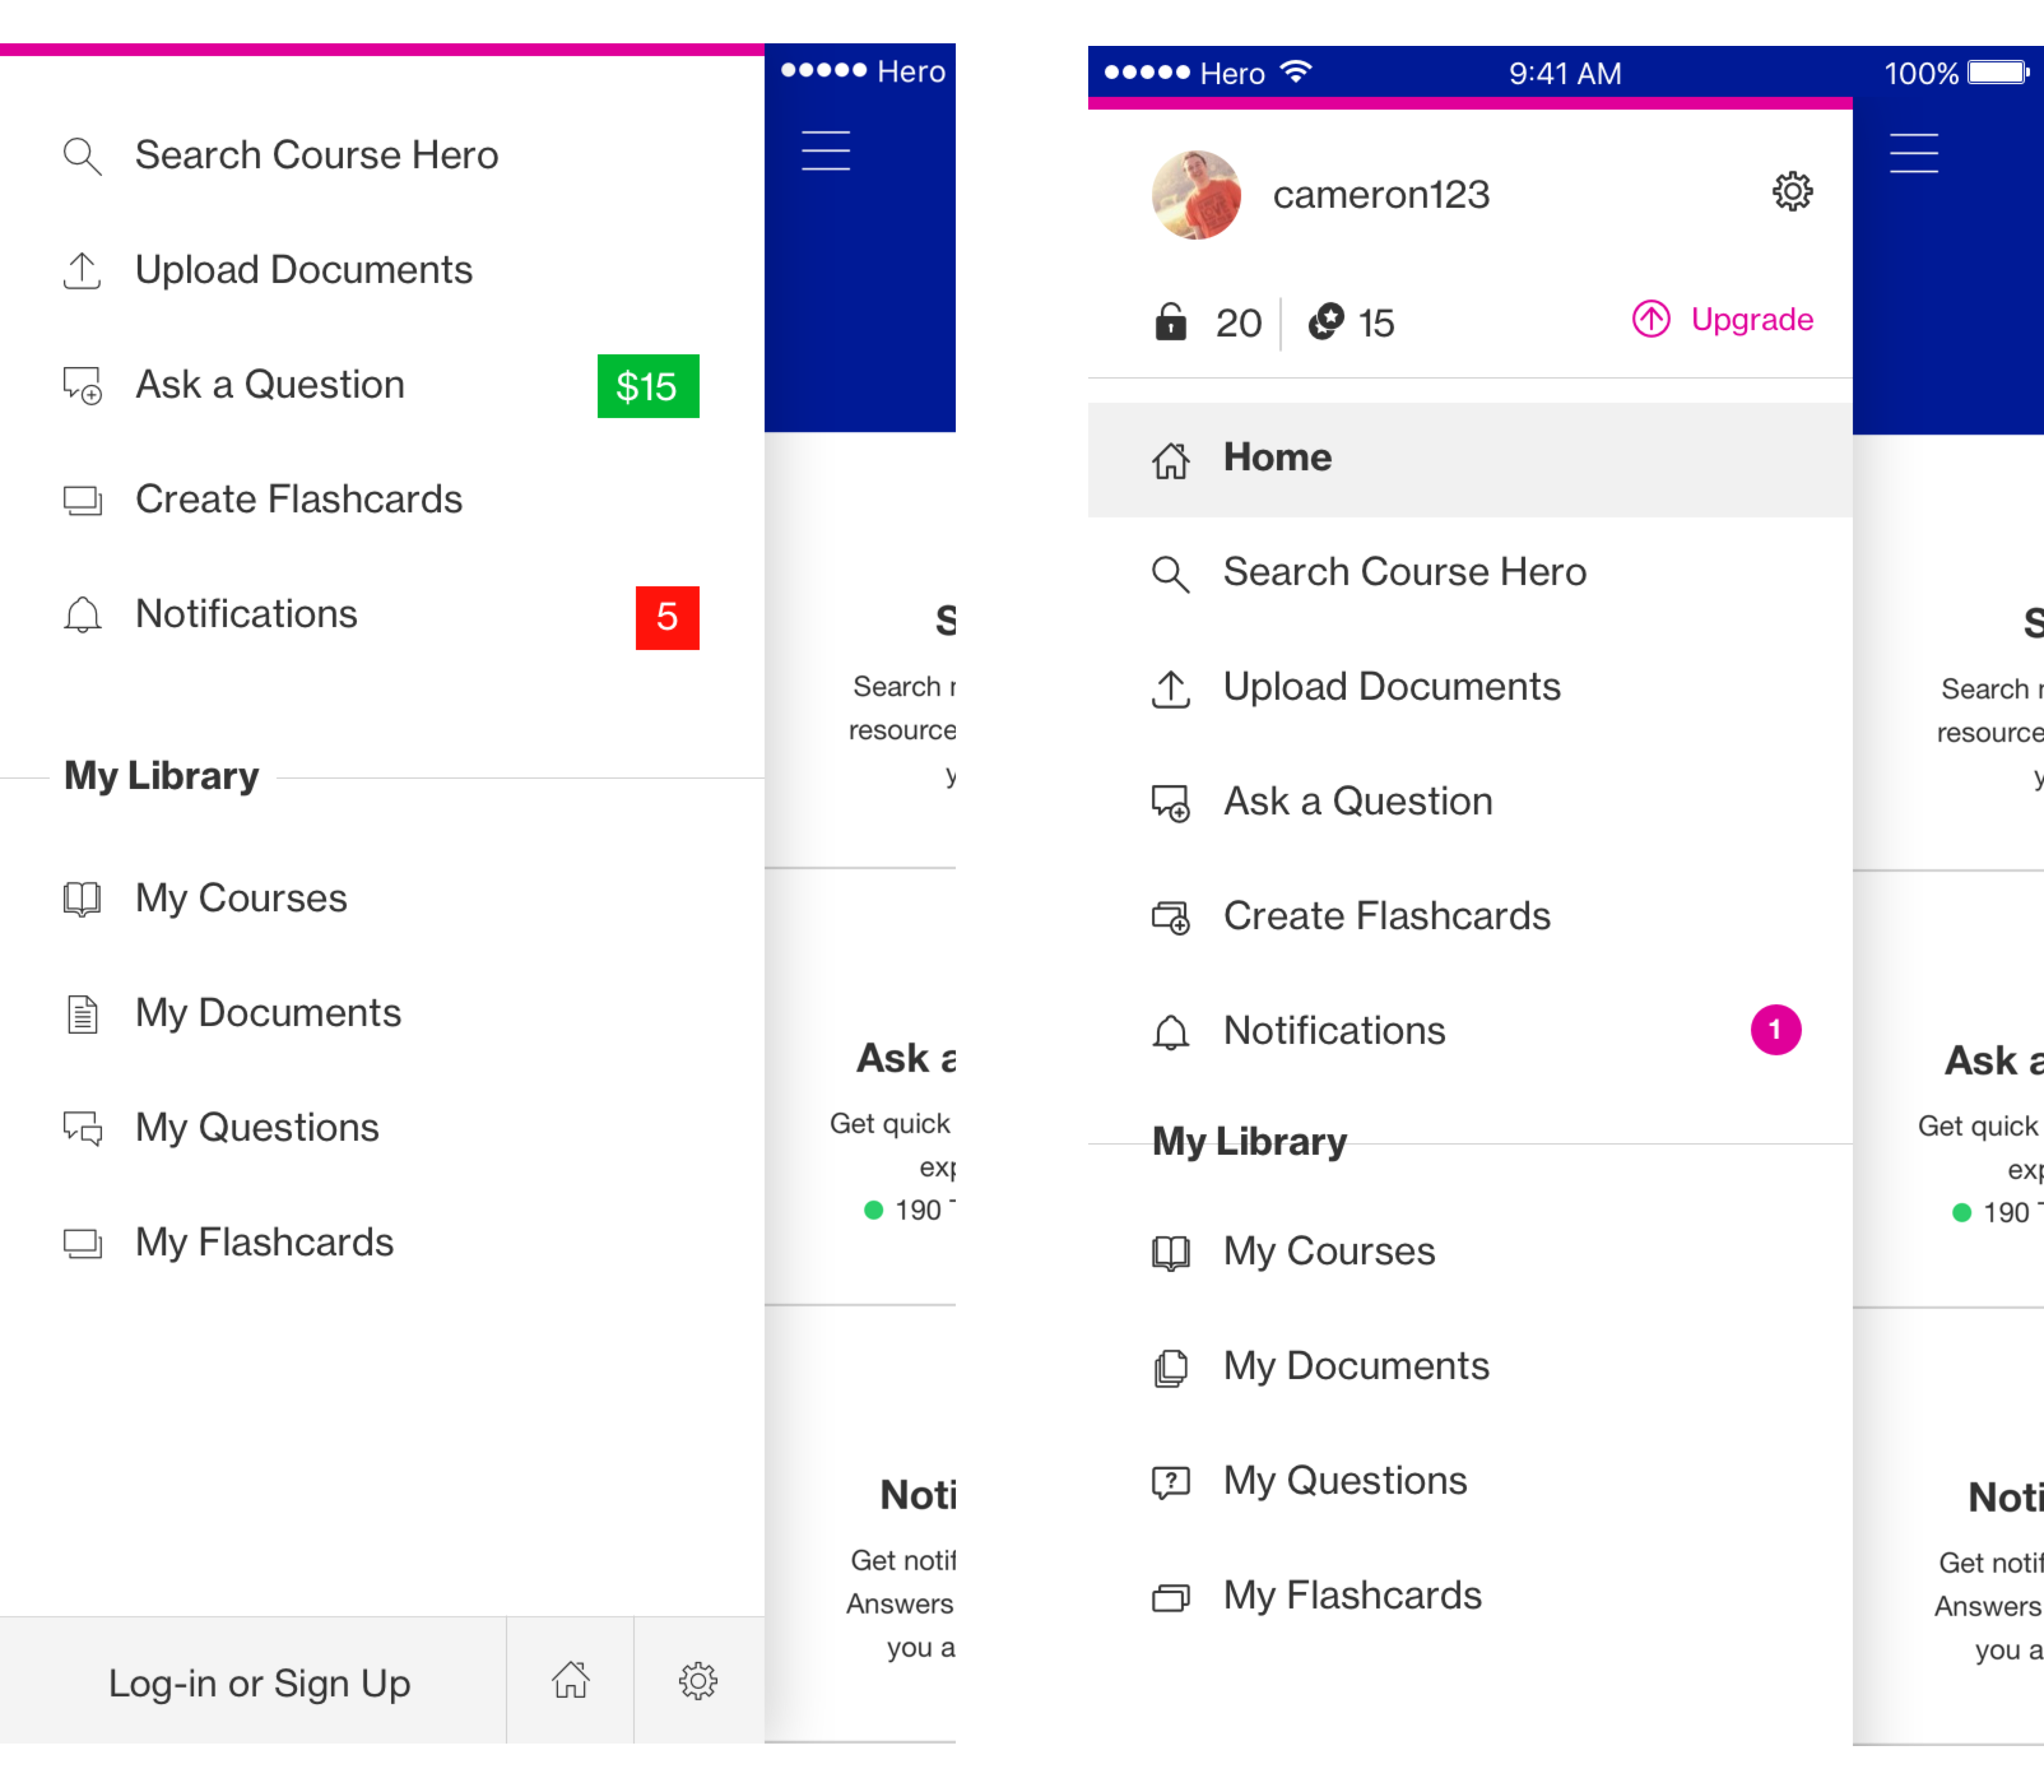 Hero
Search Course Hero
Upload Documents
Ask a Question
$15
Create Flashcards
Notifications
5
My Library
My Courses
My Documents
My Questions
My Flashcards
Log-in or Sign Up
S
Search
resource
y
Ask a
Get quick
exp
190
Noti
Get notif
Answers
you a
Hero
9:41 AM
100%
cameron123
20
15
Upgrade
Home
Search Course Hero
Upload Documents
Ask a Question
Create Flashcards
Notifications
1
My Library
My Courses
My Documents
My Questions
My Flashcards
S
Search
resource
y
Ask a
Get quick
exp
190
Noti
Get notif
Answers
you a